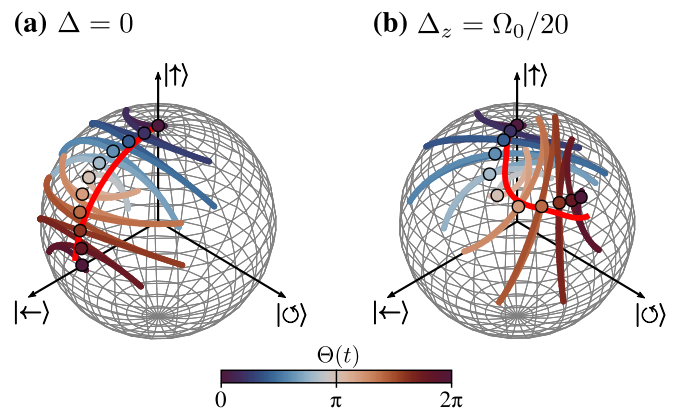 (a) Δ = 0
(b) Δ_z = Ω_0/20
|↑⟩
|↑⟩
|←⟩
|↺⟩
|←⟩
|↺⟩
Θ(t)
0
π
2π